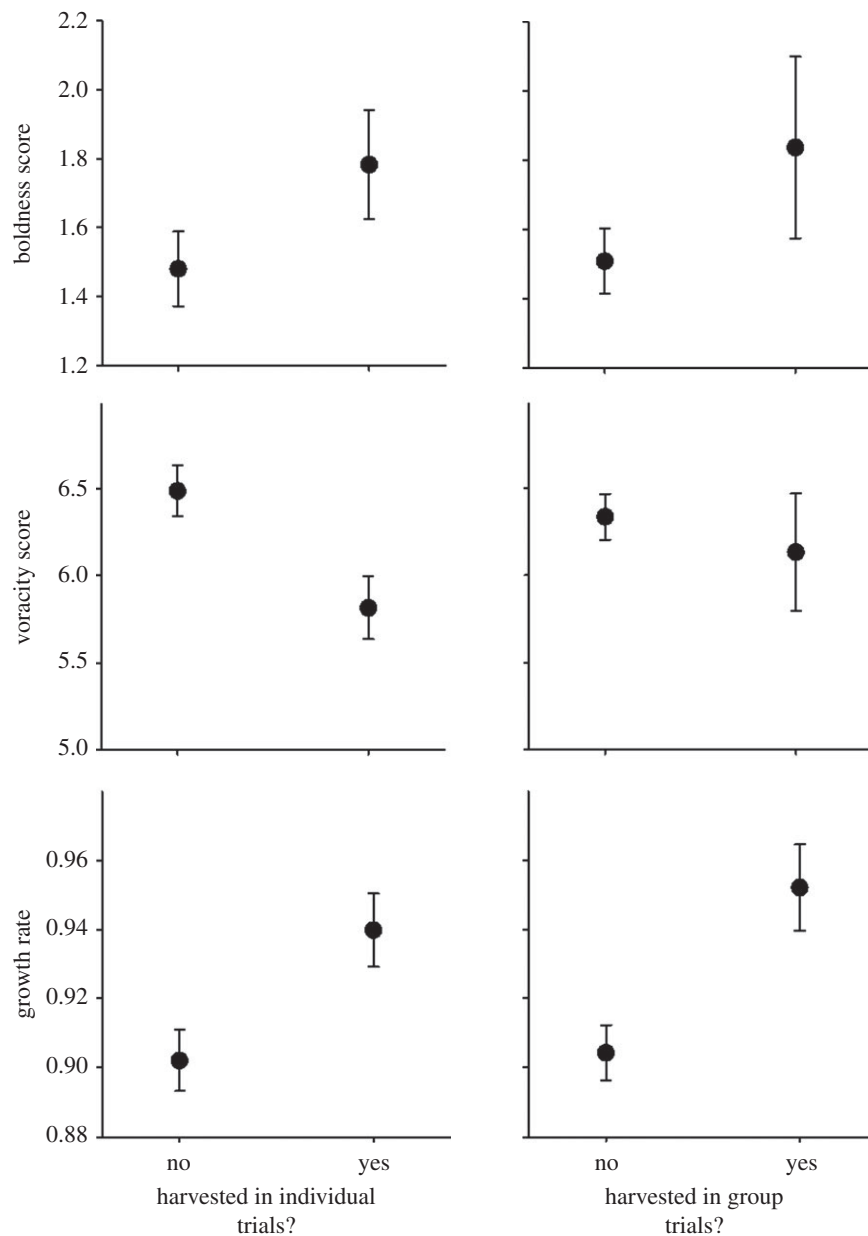 2.2
2.0
1.8
1.6
1.4
1.2
boldness score
6.5
6.0
5.5
5.0
voracity score
0.96
0.94
0.92
0.90
0.88
growth rate
no yes
harvested in individual
trials?
no yes
harvested in group
trials?